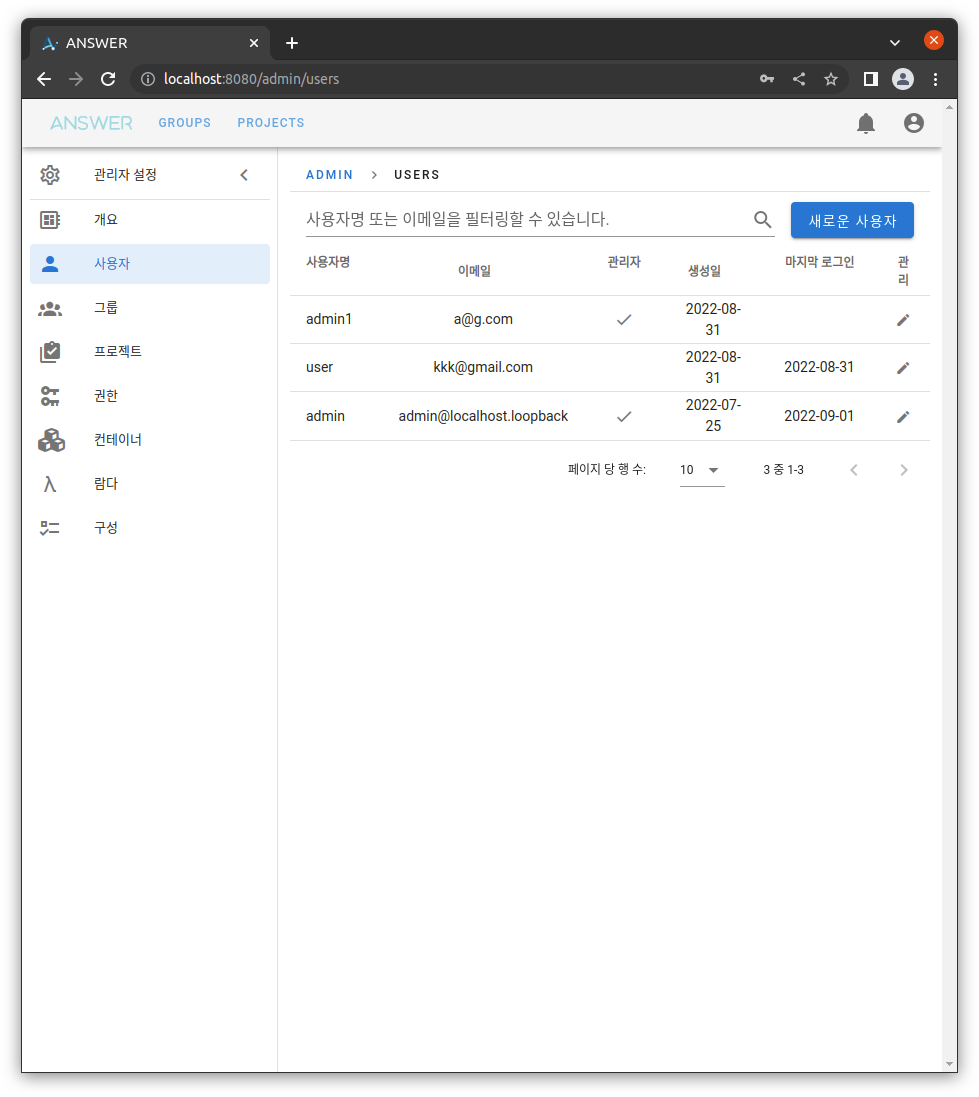 ANSWER
localhost:8080/admin/users
ANSWER GROUPS PROJECTS
관리자 설정
개요
사용자
그룹
프로젝트
권한
컨테이너
λ 람다
구성
ADMIN > USERS
사용자명 또는 이메일을 필터링할 수 있습니다.
새로운 사용자
사용자명 이메일 관리자 생성일 마지막 로그인 관
리
admin1 a@g.com 2022-08-
31
user kkk@gmail.com 2022-08-
31 2022-08-31
admin admin@localhost.loopback 2022-07-
25 2022-09-01
페이지 당 행 수: 10 3 중 1-3